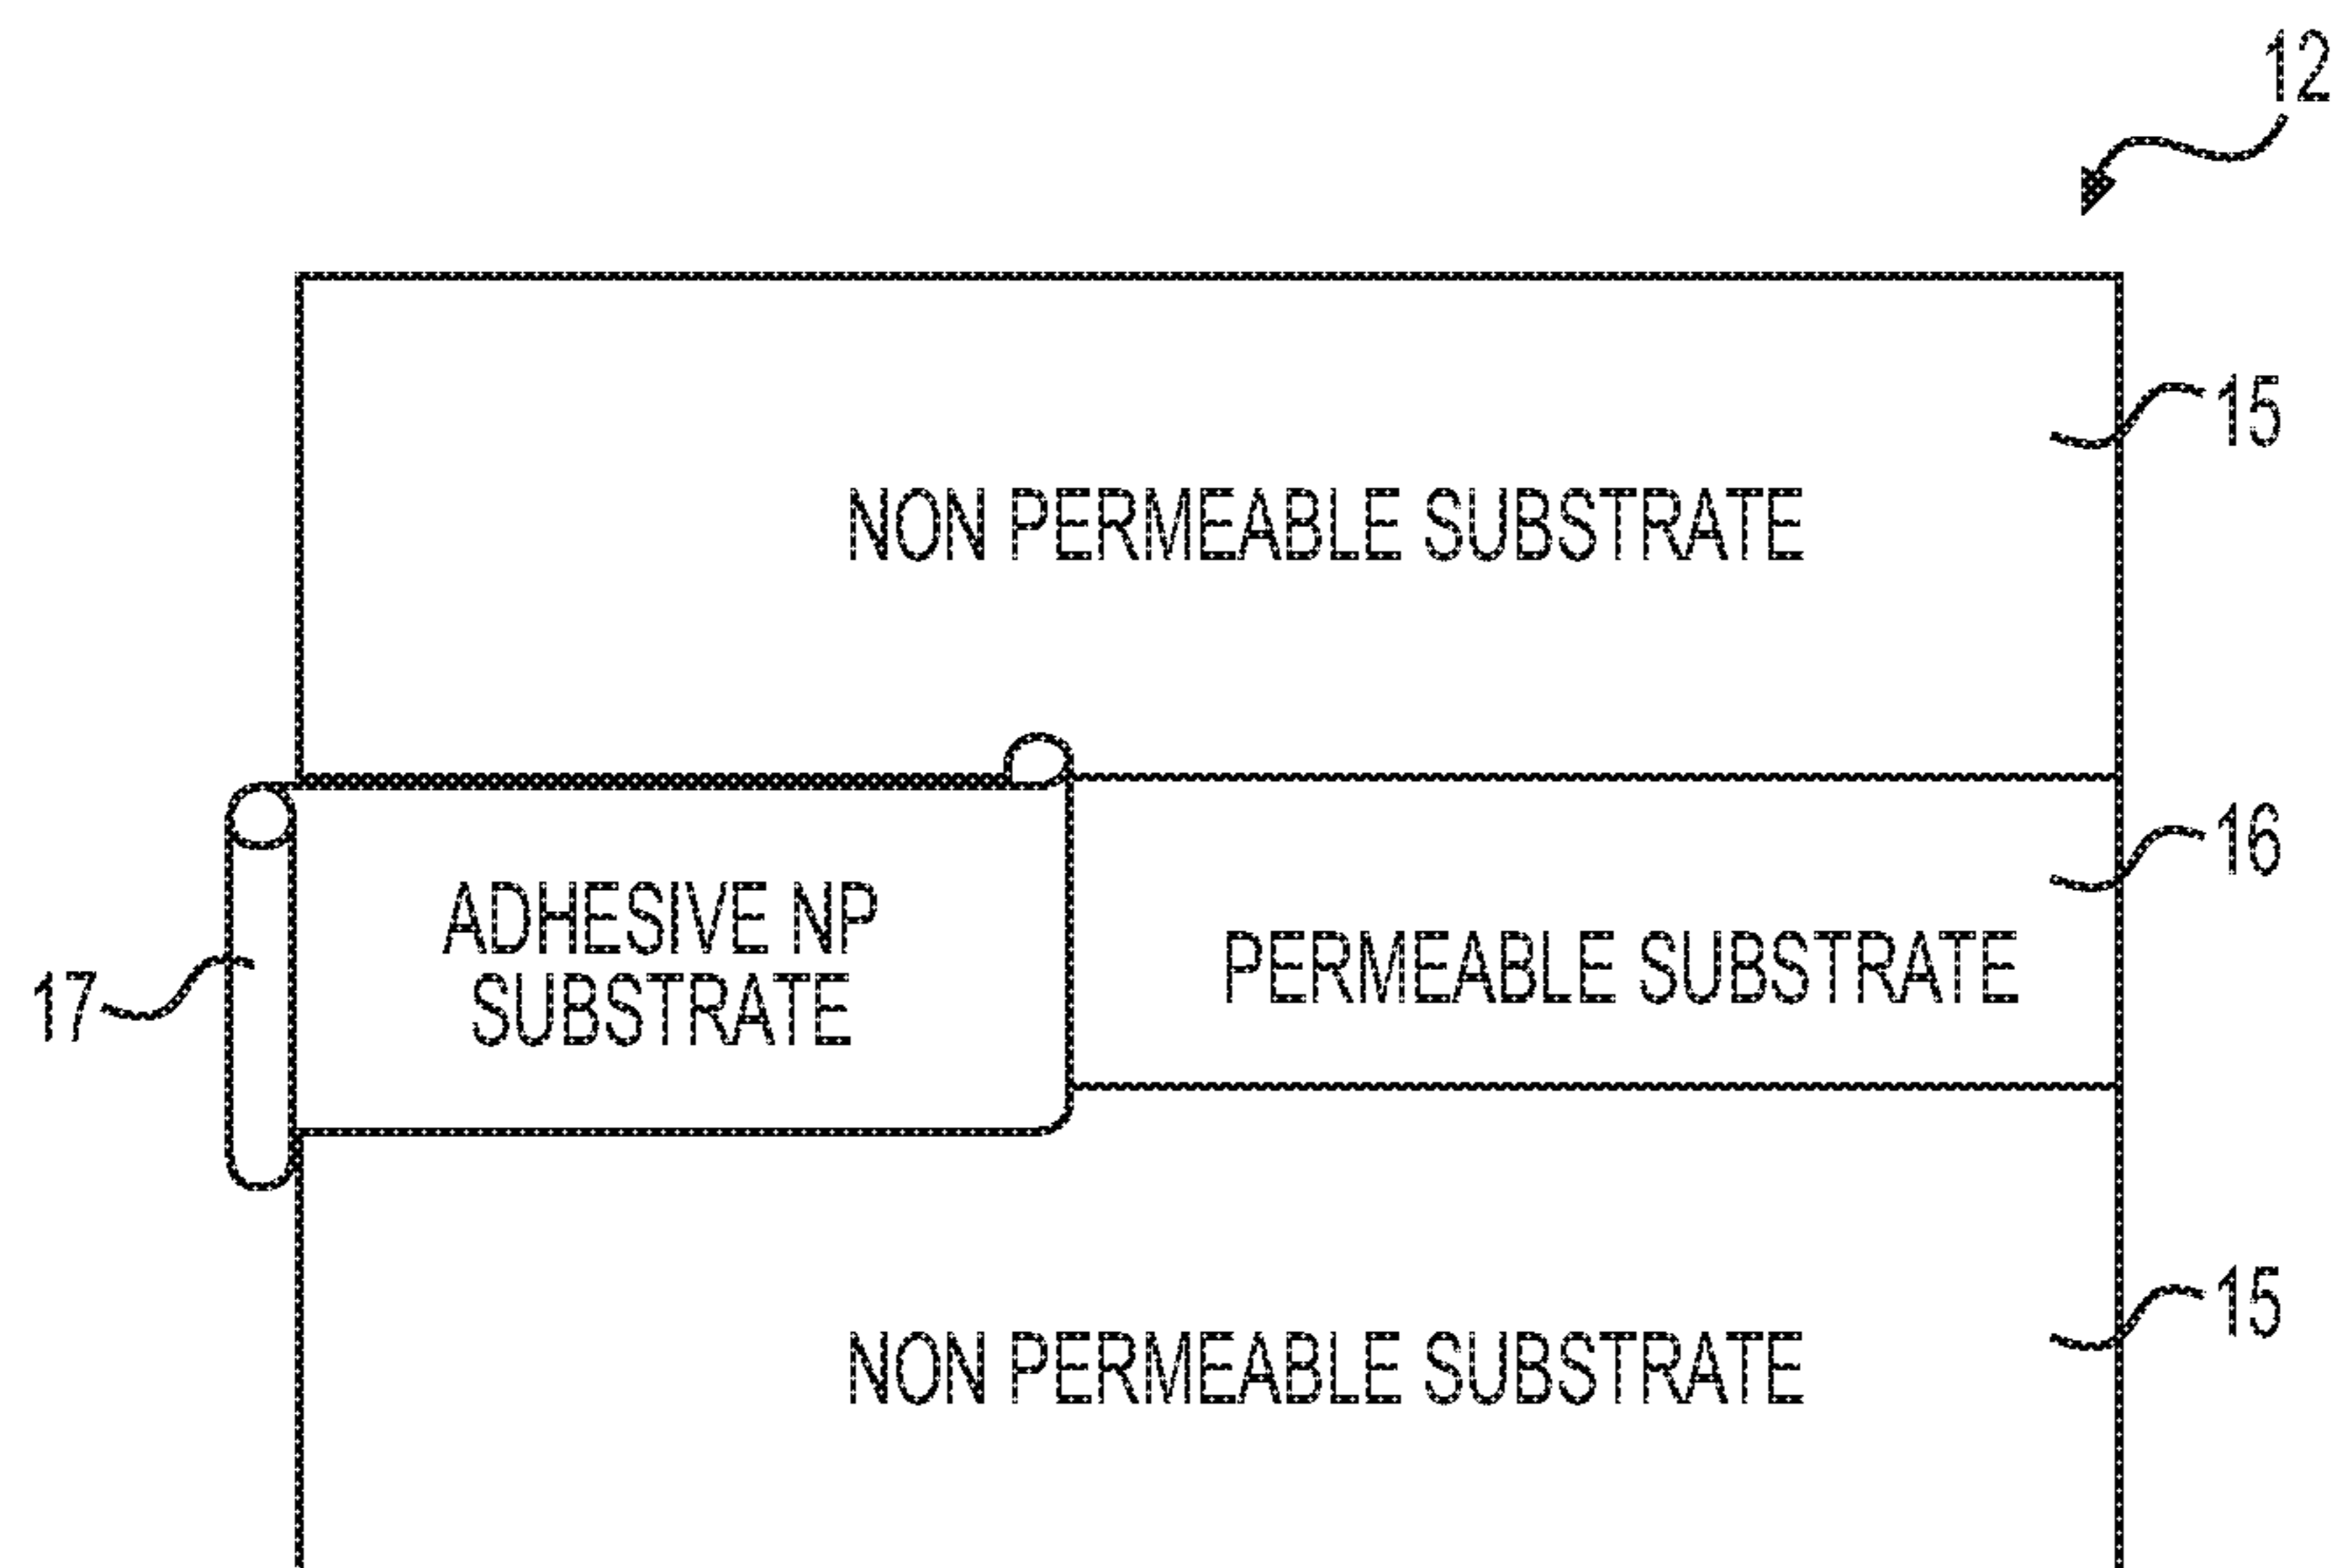 12
15
NON PERMEABLE SUBSTRATE
16
ADHESIVE NP
SUBSTRATE
PERMEABLE SUBSTRATE
17
15
NON PERMEABLE SUBSTRATE